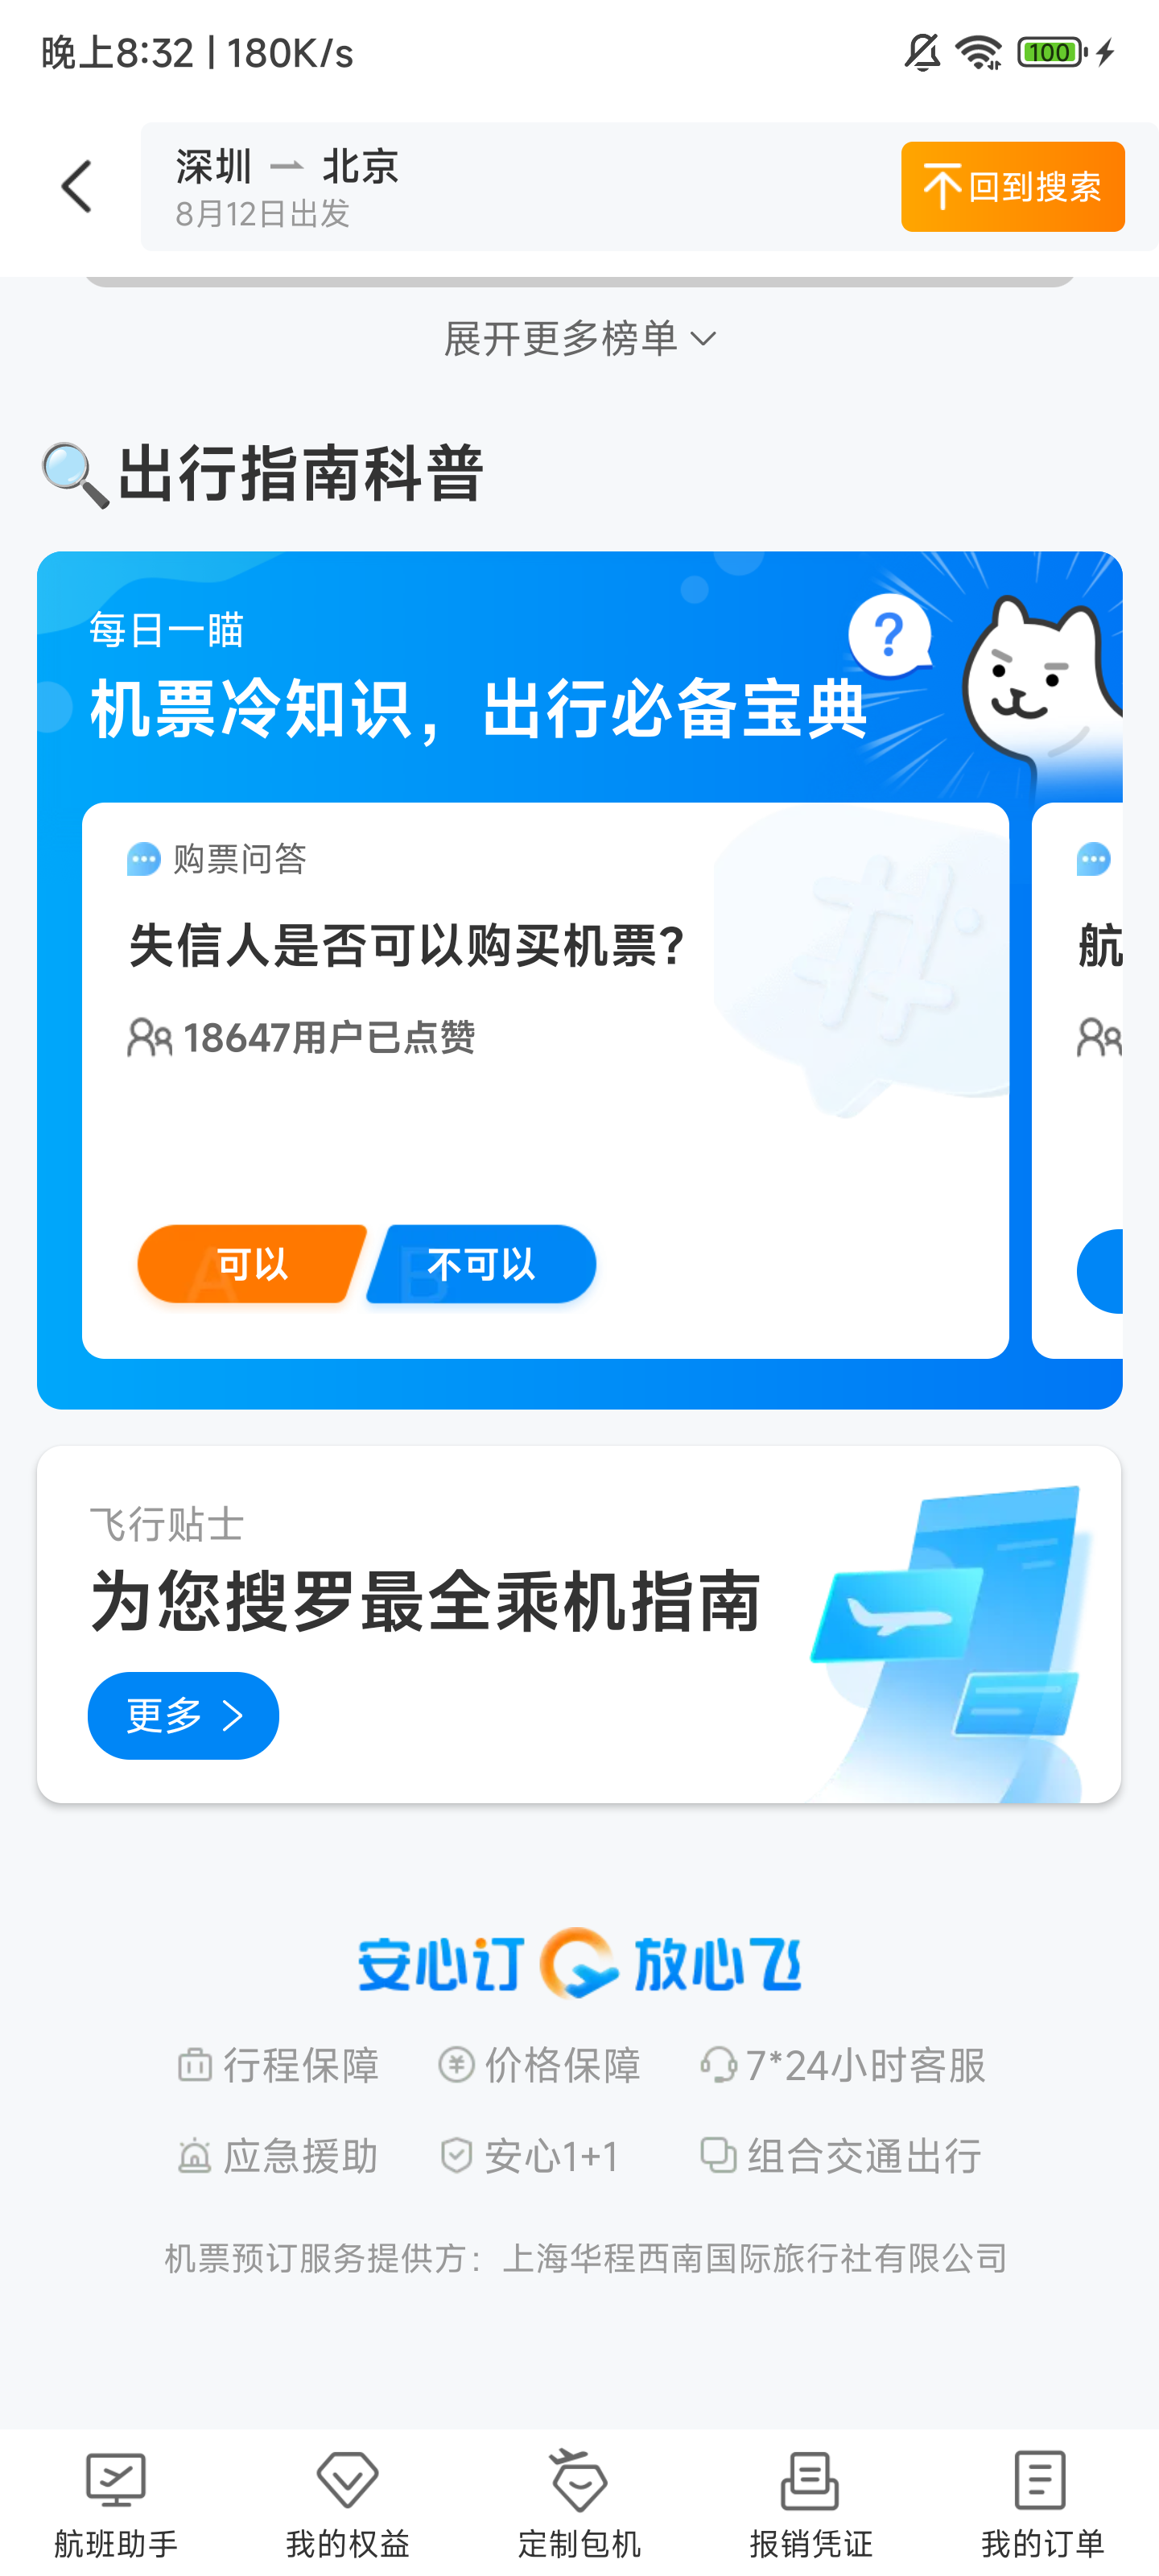 晚上8:32 | 180K/s
100
深圳 北京
8月12日出发
回到搜索
展开更多榜单
出行指南科普
每日一瞄
机票冷知识，出行必备宝典
?
购票问答
失信人是否可以购买机票?
18647用户已点赞
A 可以
B 不可以
航
飞行贴士
为您搜罗最全乘机指南
更多
安心订 放心飞
行程保障
价格保障
7*24小时客服
应急援助
安心1+1
组合交通出行
机票预订服务提供方：上海华程西南国际旅行社有限公司
航班助手
我的权益
定制包机
报销凭证
我的订单